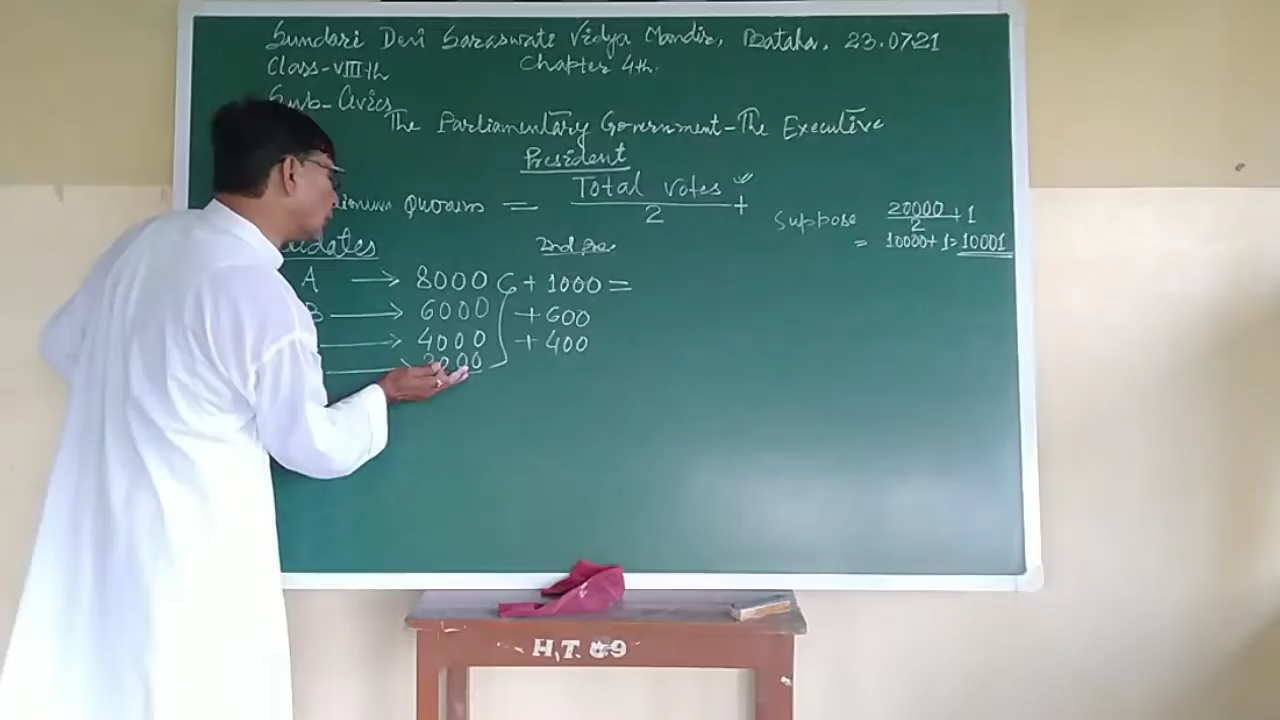 Sundari Devi Saraswati Vidya Mandir, Bataha. 23.07.21
Class-VIIIth Chapter 4th.
Sub-Civics
The Parliamentary Government-The Executive
President
Quorum = Total votes / 2 +
Suppose 20000 / 2 + 1
= 10000+1=10001
2nd pre.
A → 8000 + 1000 =
B → 6000 + 600
→ 4000 + 400
→ 2000
H.T. 69